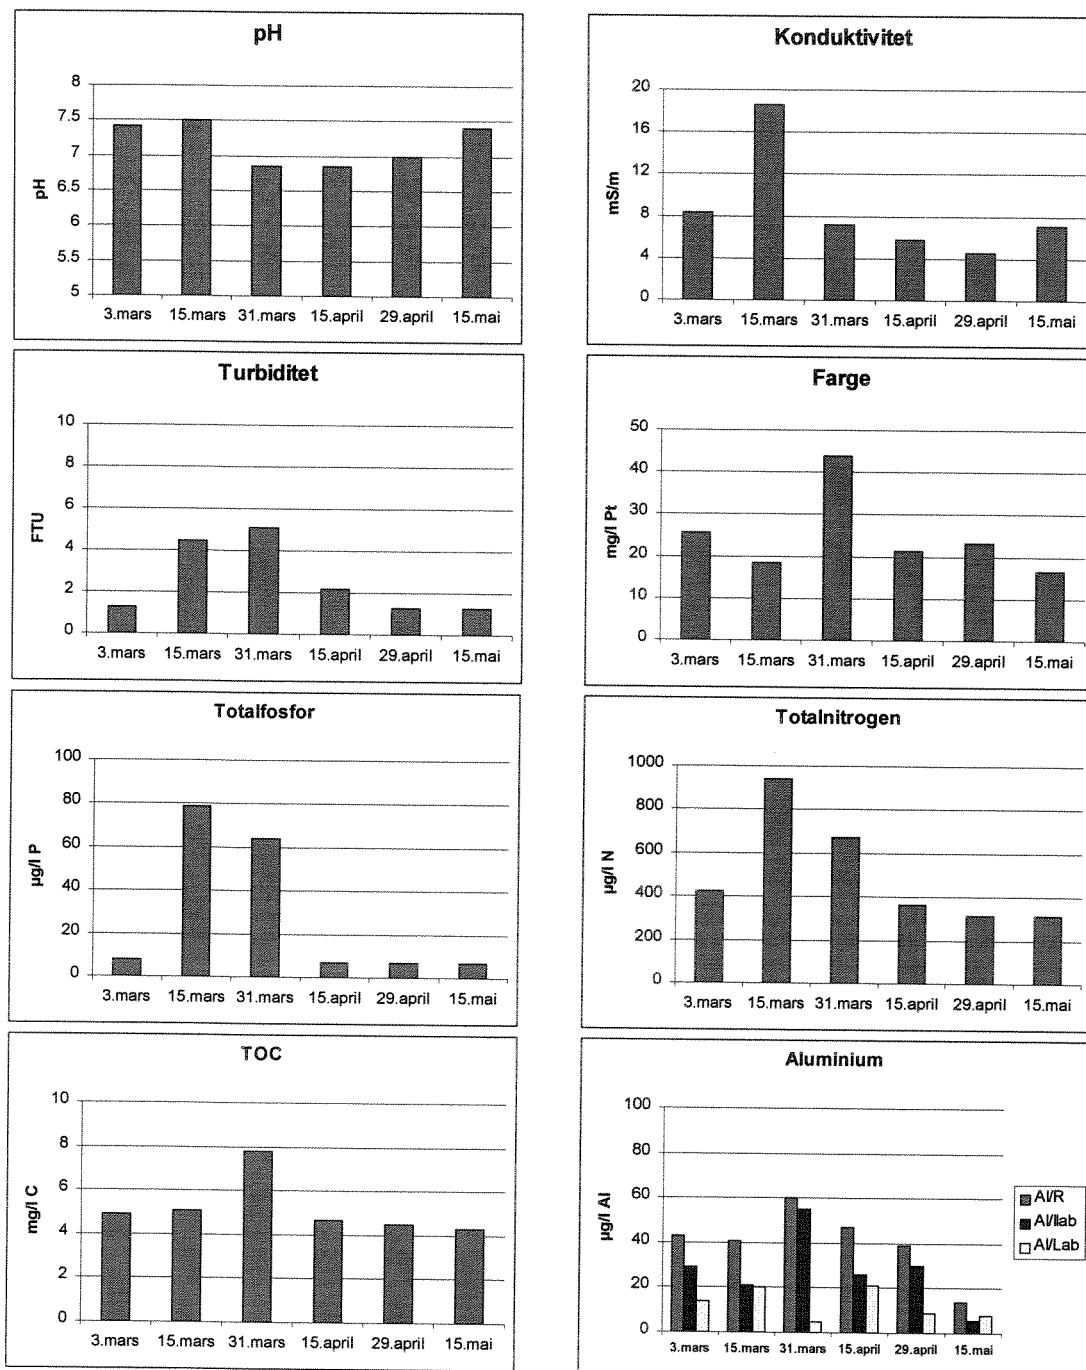 pH
8
7.5
7
6.5
6
5.5
5
pH
3.mars 15.mars 31.mars 15.april 29.april 15.mai
Konduktivitet
20
16
12
8
4
0
mS/m
3.mars 15.mars 31.mars 15.april 29.april 15.mai
Turbiditet
10
8
6
4
2
0
FTU
3.mars 15.mars 31.mars 15.april 29.april 15.mai
Farge
50
40
30
20
10
0
mg/l Pt
3.mars 15.mars 31.mars 15.april 29.april 15.mai
Totalfosfor
100
80
60
40
20
0
µg/l P
3.mars 15.mars 31.mars 15.april 29.april 15.mai
Totalnitrogen
1000
800
600
400
200
0
µg/l N
3.mars 15.mars 31.mars 15.april 29.april 15.mai
TOC
10
8
6
4
2
0
mg/l C
3.mars 15.mars 31.mars 15.april 29.april 15.mai
Aluminium
100
80
60
40
20
0
µg/l Al
3.mars 15.mars 31.mars 15.april 29.april 15.mai
Al/R
Al/Ilab
Al/Lab